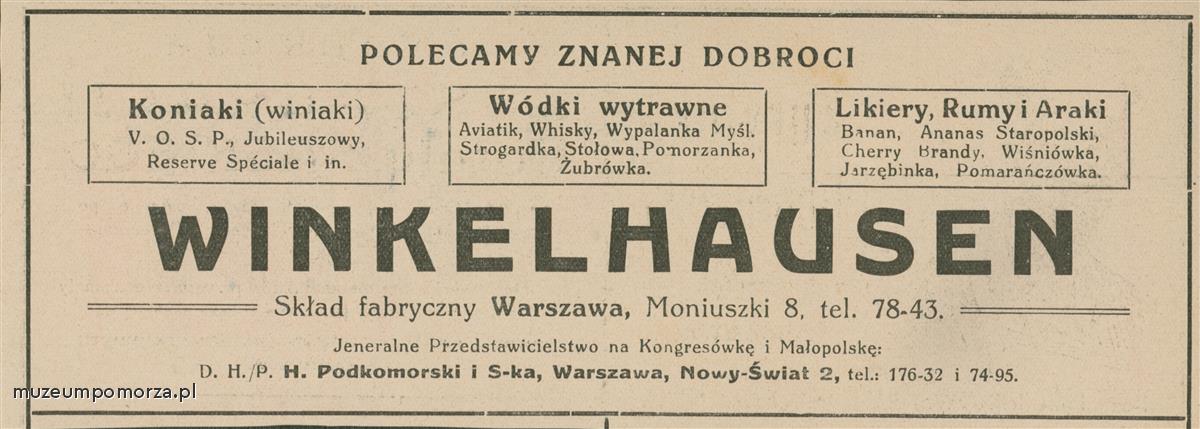 POLECAMY ZNANEJ DOBROCI
Koniaki (winiaki)
V. O. S. P., Jubileuszowy,
Reserve Spéciale i in.
Wódki wytrawne
Aviatik, Whisky, Wypalanka Myśl.
Strogardka, Stołowa, Pomorzanka,
Żubrówka.
Likiery, Rumy i Araki
Banan, Ananas Staropolski,
Cherry Brandy, Wiśniówka,
Jarzębinka, Pomarańczówka.
WINKELHAUSEN
Skład fabryczny Warszawa, Moniuszki 8, tel. 78-43.
Jeneralne Przedstawicielstwo na Kongresówkę i Małopolskę:
D. H./P. H. Podkomorski i S-ka, Warszawa, Nowy-Świat 2, tel.: 176-32 i 74-95.
muzeumpomorza.pl